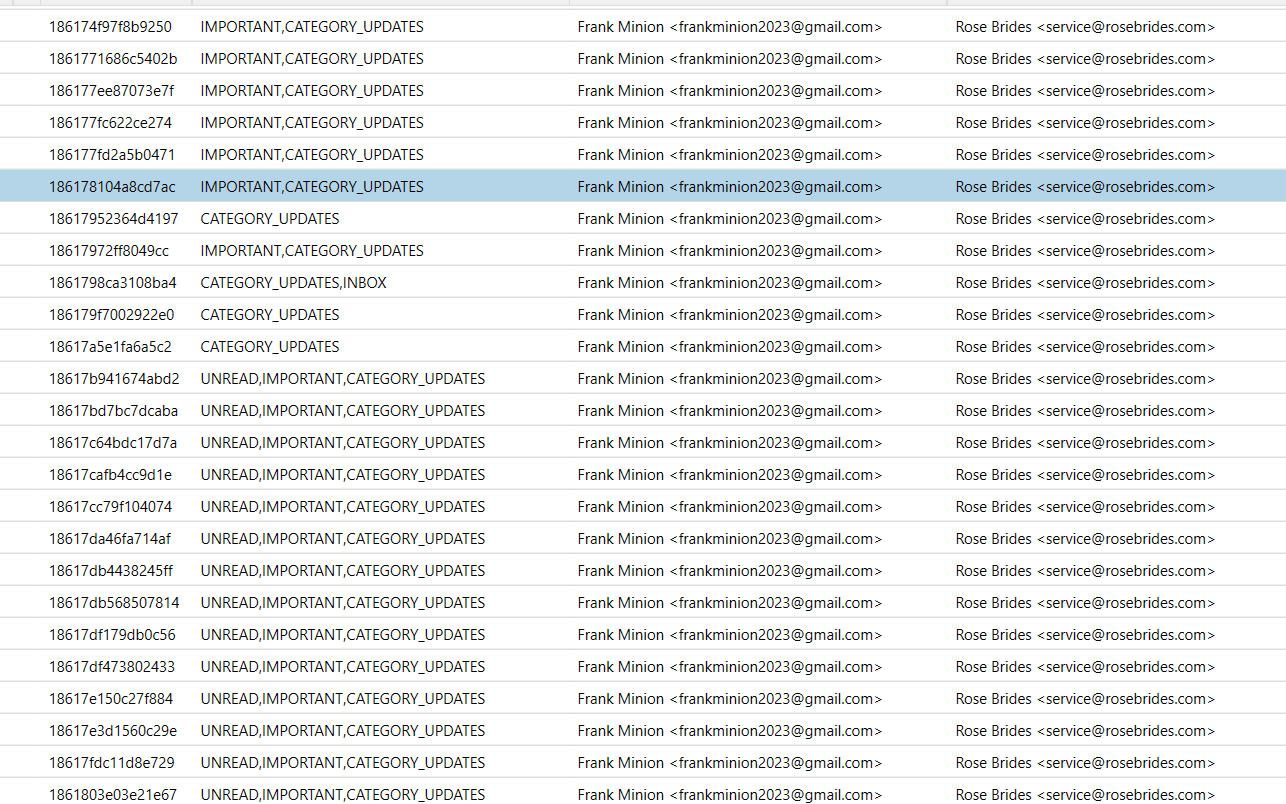 186174f97f8b9250 IMPORTANT,CATEGORY_UPDATES Frank Minion <frankminion2023@gmail.com> Rose Brides <service@rosebrides.com>
1861771686c5402b IMPORTANT,CATEGORY_UPDATES Frank Minion <frankminion2023@gmail.com> Rose Brides <service@rosebrides.com>
186177ee87073e7f IMPORTANT,CATEGORY_UPDATES Frank Minion <frankminion2023@gmail.com> Rose Brides <service@rosebrides.com>
186177fc622ce274 IMPORTANT,CATEGORY_UPDATES Frank Minion <frankminion2023@gmail.com> Rose Brides <service@rosebrides.com>
186177fd2a5b0471 IMPORTANT,CATEGORY_UPDATES Frank Minion <frankminion2023@gmail.com> Rose Brides <service@rosebrides.com>
186178104a8cd7ac IMPORTANT,CATEGORY_UPDATES Frank Minion <frankminion2023@gmail.com> Rose Brides <service@rosebrides.com>
18617952364d4197 CATEGORY_UPDATES Frank Minion <frankminion2023@gmail.com> Rose Brides <service@rosebrides.com>
18617972ff8049cc IMPORTANT,CATEGORY_UPDATES Frank Minion <frankminion2023@gmail.com> Rose Brides <service@rosebrides.com>
1861798ca3108ba4 CATEGORY_UPDATES,INBOX Frank Minion <frankminion2023@gmail.com> Rose Brides <service@rosebrides.com>
186179f7002922e0 CATEGORY_UPDATES Frank Minion <frankminion2023@gmail.com> Rose Brides <service@rosebrides.com>
18617a5e1fa6a5c2 CATEGORY_UPDATES Frank Minion <frankminion2023@gmail.com> Rose Brides <service@rosebrides.com>
18617b941674abd2 UNREAD,IMPORTANT,CATEGORY_UPDATES Frank Minion <frankminion2023@gmail.com> Rose Brides <service@rosebrides.com>
18617bd7bc7dcaba UNREAD,IMPORTANT,CATEGORY_UPDATES Frank Minion <frankminion2023@gmail.com> Rose Brides <service@rosebrides.com>
18617c64bdc17d7a UNREAD,IMPORTANT,CATEGORY_UPDATES Frank Minion <frankminion2023@gmail.com> Rose Brides <service@rosebrides.com>
18617cafb4cc9d1e UNREAD,IMPORTANT,CATEGORY_UPDATES Frank Minion <frankminion2023@gmail.com> Rose Brides <service@rosebrides.com>
18617cc79f104074 UNREAD,IMPORTANT,CATEGORY_UPDATES Frank Minion <frankminion2023@gmail.com> Rose Brides <service@rosebrides.com>
18617da46fa714af UNREAD,IMPORTANT,CATEGORY_UPDATES Frank Minion <frankminion2023@gmail.com> Rose Brides <service@rosebrides.com>
18617db4438245ff UNREAD,IMPORTANT,CATEGORY_UPDATES Frank Minion <frankminion2023@gmail.com> Rose Brides <service@rosebrides.com>
18617db568507814 UNREAD,IMPORTANT,CATEGORY_UPDATES Frank Minion <frankminion2023@gmail.com> Rose Brides <service@rosebrides.com>
18617df179db0c56 UNREAD,IMPORTANT,CATEGORY_UPDATES Frank Minion <frankminion2023@gmail.com> Rose Brides <service@rosebrides.com>
18617df473802433 UNREAD,IMPORTANT,CATEGORY_UPDATES Frank Minion <frankminion2023@gmail.com> Rose Brides <service@rosebrides.com>
18617e150c27f884 UNREAD,IMPORTANT,CATEGORY_UPDATES Frank Minion <frankminion2023@gmail.com> Rose Brides <service@rosebrides.com>
18617e3d1560c29e UNREAD,IMPORTANT,CATEGORY_UPDATES Frank Minion <frankminion2023@gmail.com> Rose Brides <service@rosebrides.com>
18617fdc11d8e729 UNREAD,IMPORTANT,CATEGORY_UPDATES Frank Minion <frankminion2023@gmail.com> Rose Brides <service@rosebrides.com>
1861803e03e21e67 UNREAD,IMPORTANT,CATEGORY_UPDATES Frank Minion <frankminion2023@gmail.com> Rose Brides <service@rosebrides.com>